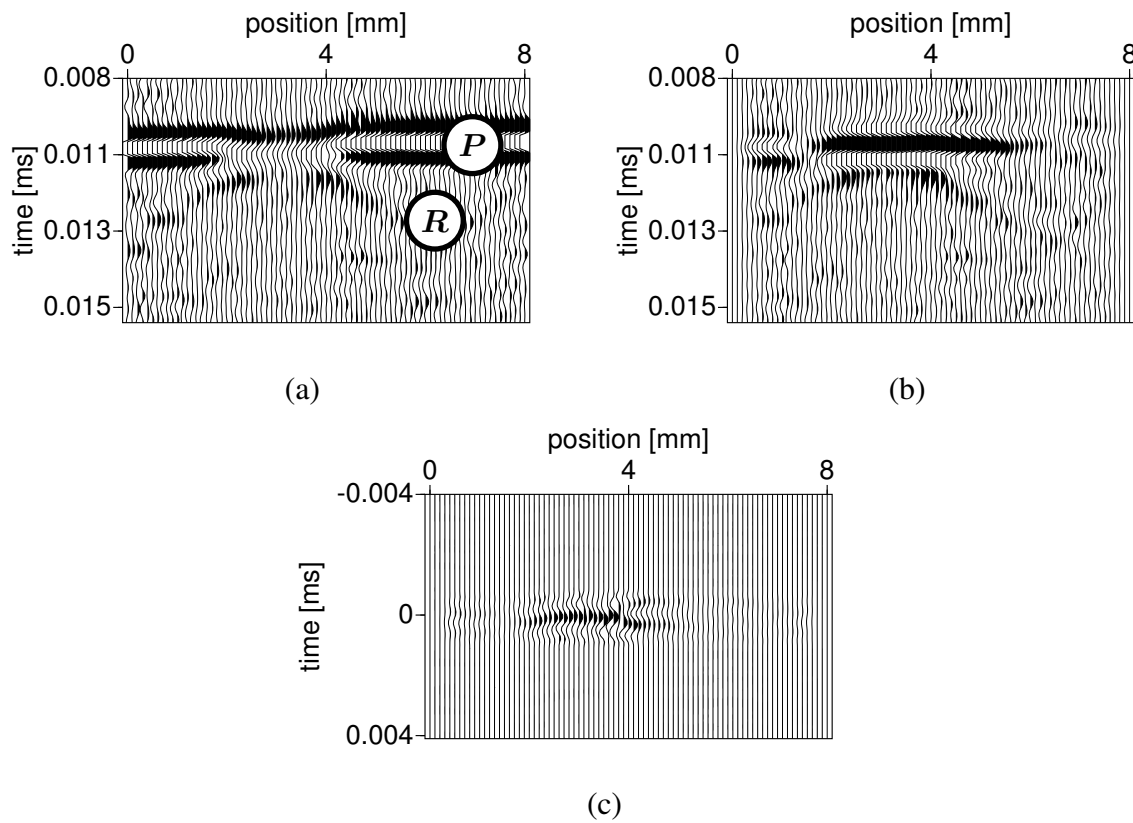 position [mm]
0 4 8
0.008
0.011
0.013
0.015
time [ms]
P
R
(a)
position [mm]
0 4 8
0.008
0.011
0.013
0.015
time [ms]
(b)
position [mm]
0 4 8
-0.004
0
0.004
time [ms]
(c)